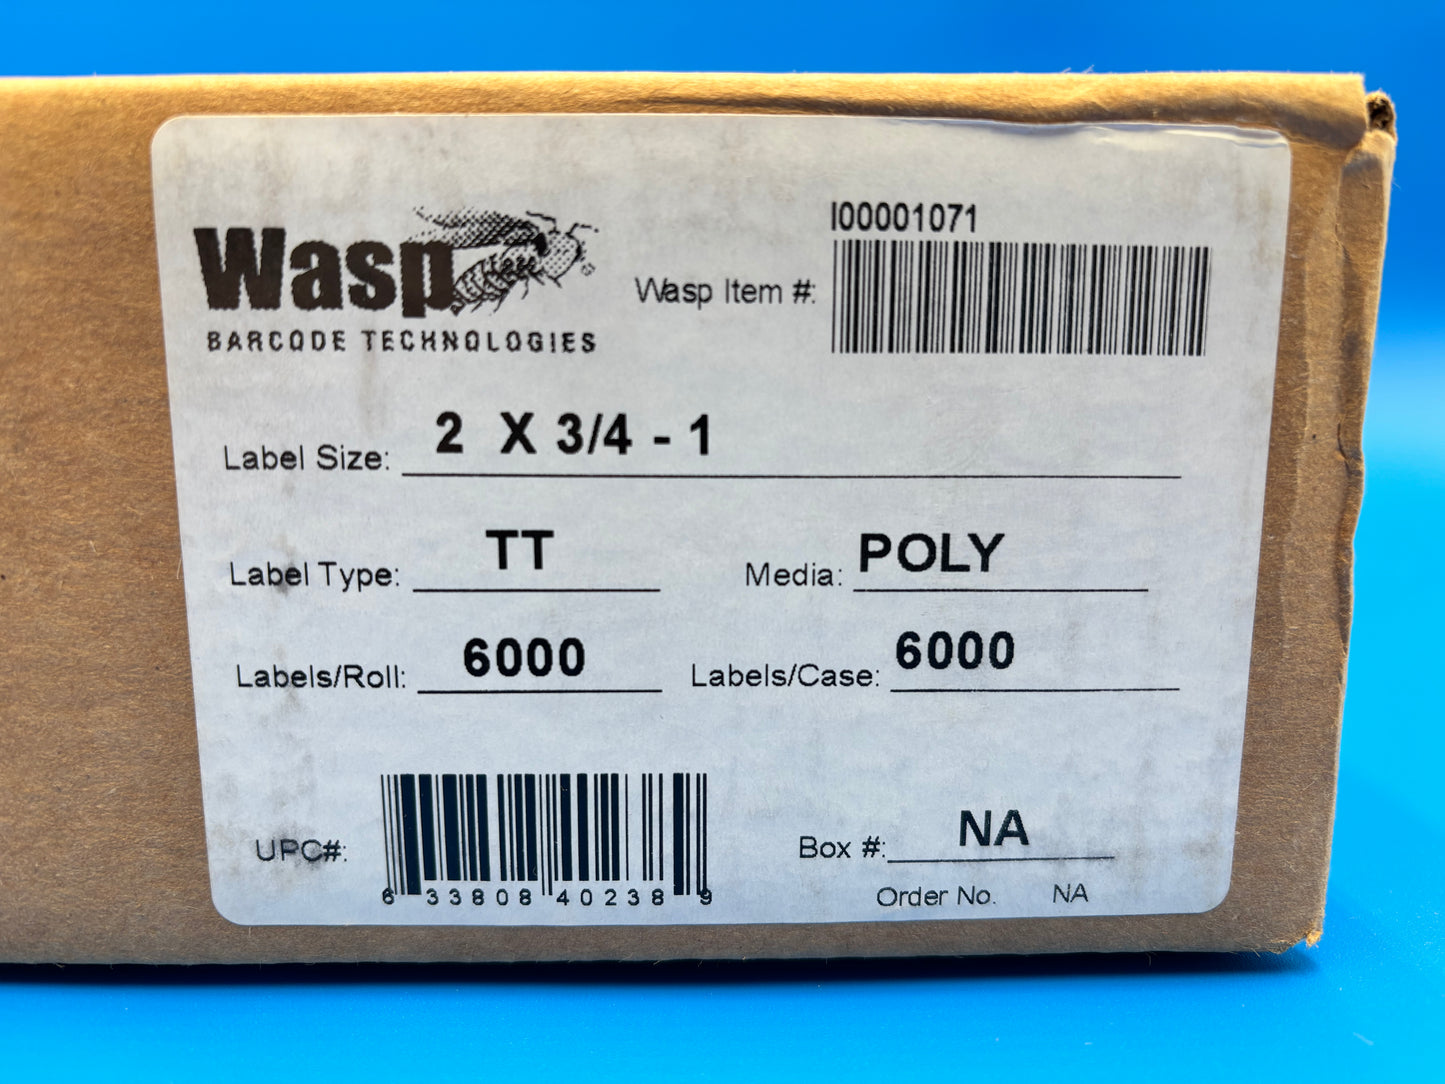 Wasp
BARCODE TECHNOLOGIES
I00001071
Wasp Item #:
Label Size: 2 X 3/4 - 1
Label Type: TT Media: POLY
Labels/Roll: 6000 Labels/Case: 6000
UPC#: 6 33808 40238 9
Box #: NA
Order No. NA